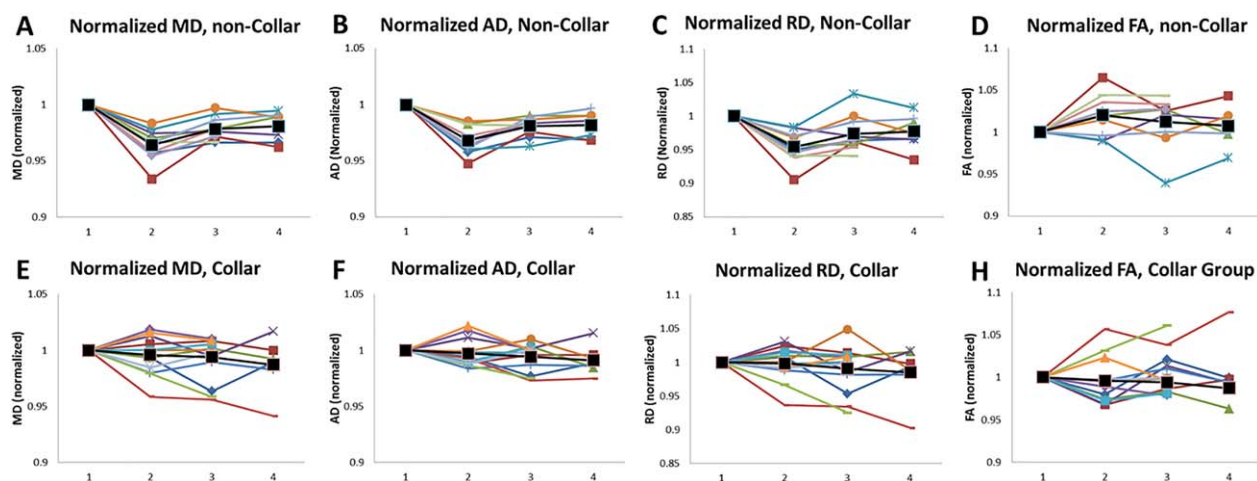 A Normalized MD, non-Collar
1.05
1
0.95
0.9
MD (normalized)
1 2 3 4
B Normalized AD, Non-Collar
1.05
1
0.95
0.9
AD (normalized)
1 2 3 4
C Normalized RD, Non-Collar
1.1
1.05
1
0.95
0.9
0.85
RD (Normalized)
1 2 3 4
D Normalized FA, non-Collar
1.1
1.05
1
0.95
0.9
FA (normalized)
1 2 3 4
E Normalized MD, Collar
1.05
1
0.95
0.9
MD (normalized)
1 2 3 4
F Normalized AD, Collar
1.05
1
0.95
0.9
AD (normalized)
1 2 3 4
Normalized RD, Collar
1.1
1.05
1
0.95
0.9
0.85
RD (normalized)
1 2 3 4
H Normalized FA, Collar Group
1.1
1.05
1
0.95
0.9
FA (normalized)
1 2 3 4